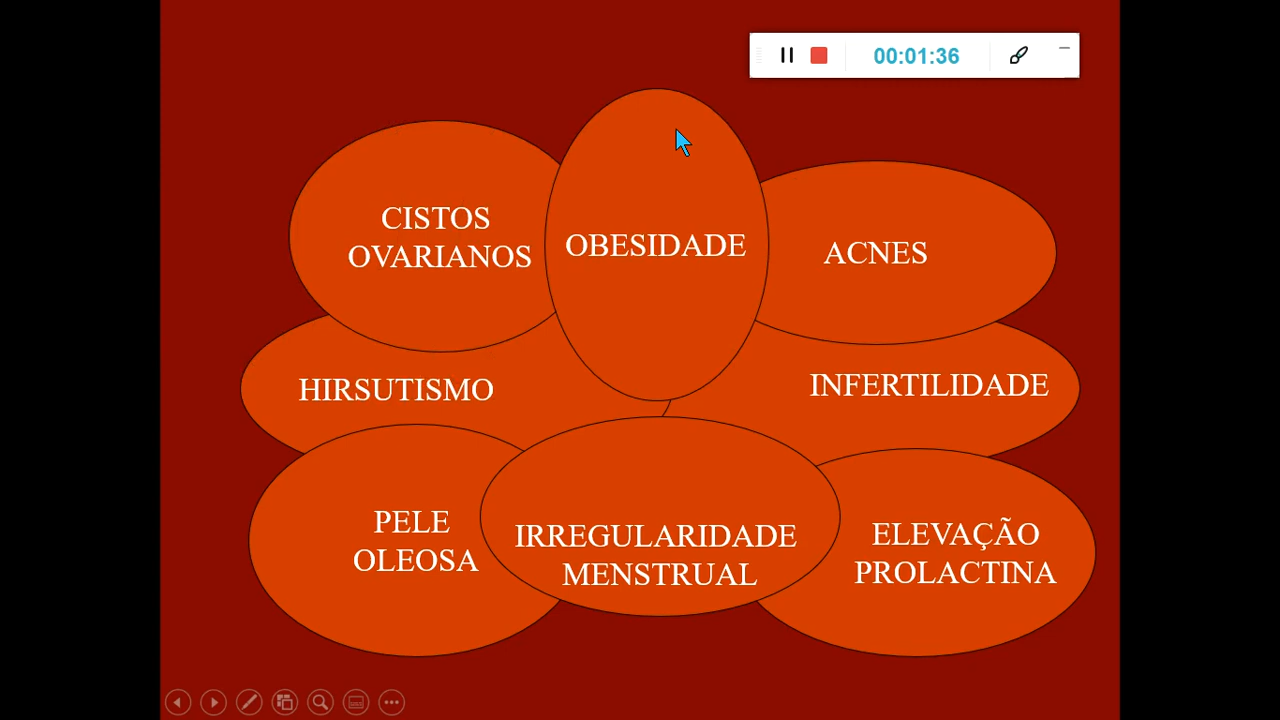 00:01:36
CISTOS
OVARIANOS
OBESIDADE
ACNES
HIRSUTISMO
INFERTILIDADE
PELE
OLEOSA
IRREGULARIDADE
MENSTRUAL
ELEVAÇÃO
PROLACTINA